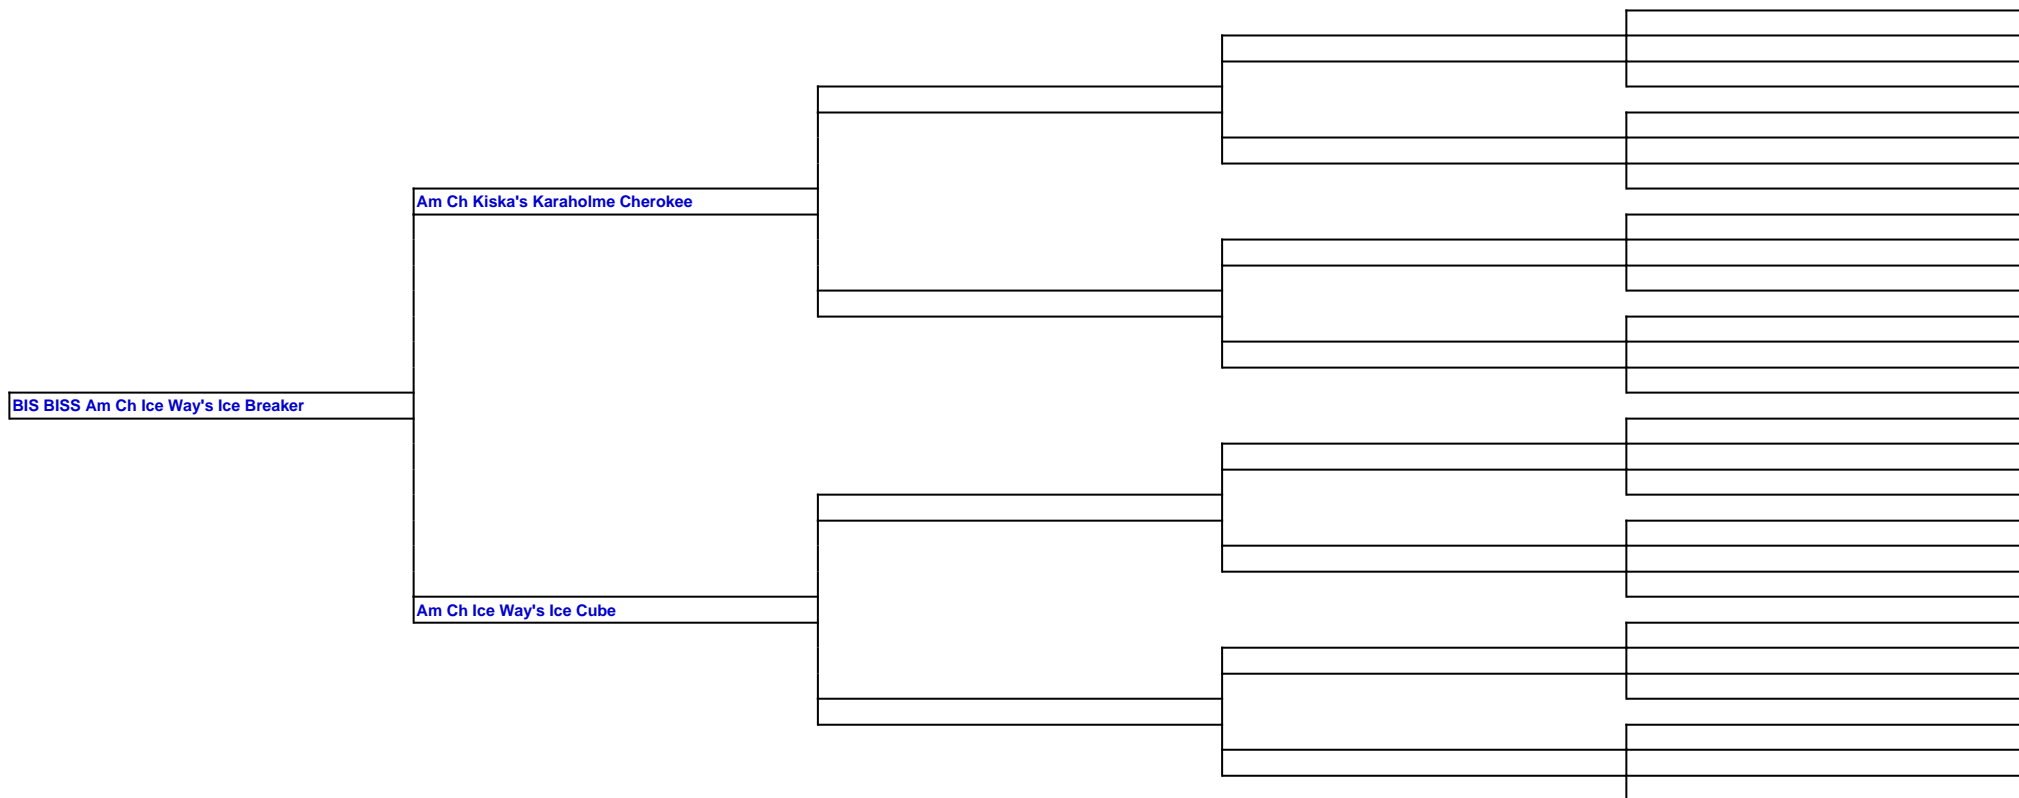 Am Ch Kiska's Karaholme Cherokee
BIS BISS Am Ch Ice Way's Ice Breaker
Am Ch Ice Way's Ice Cube